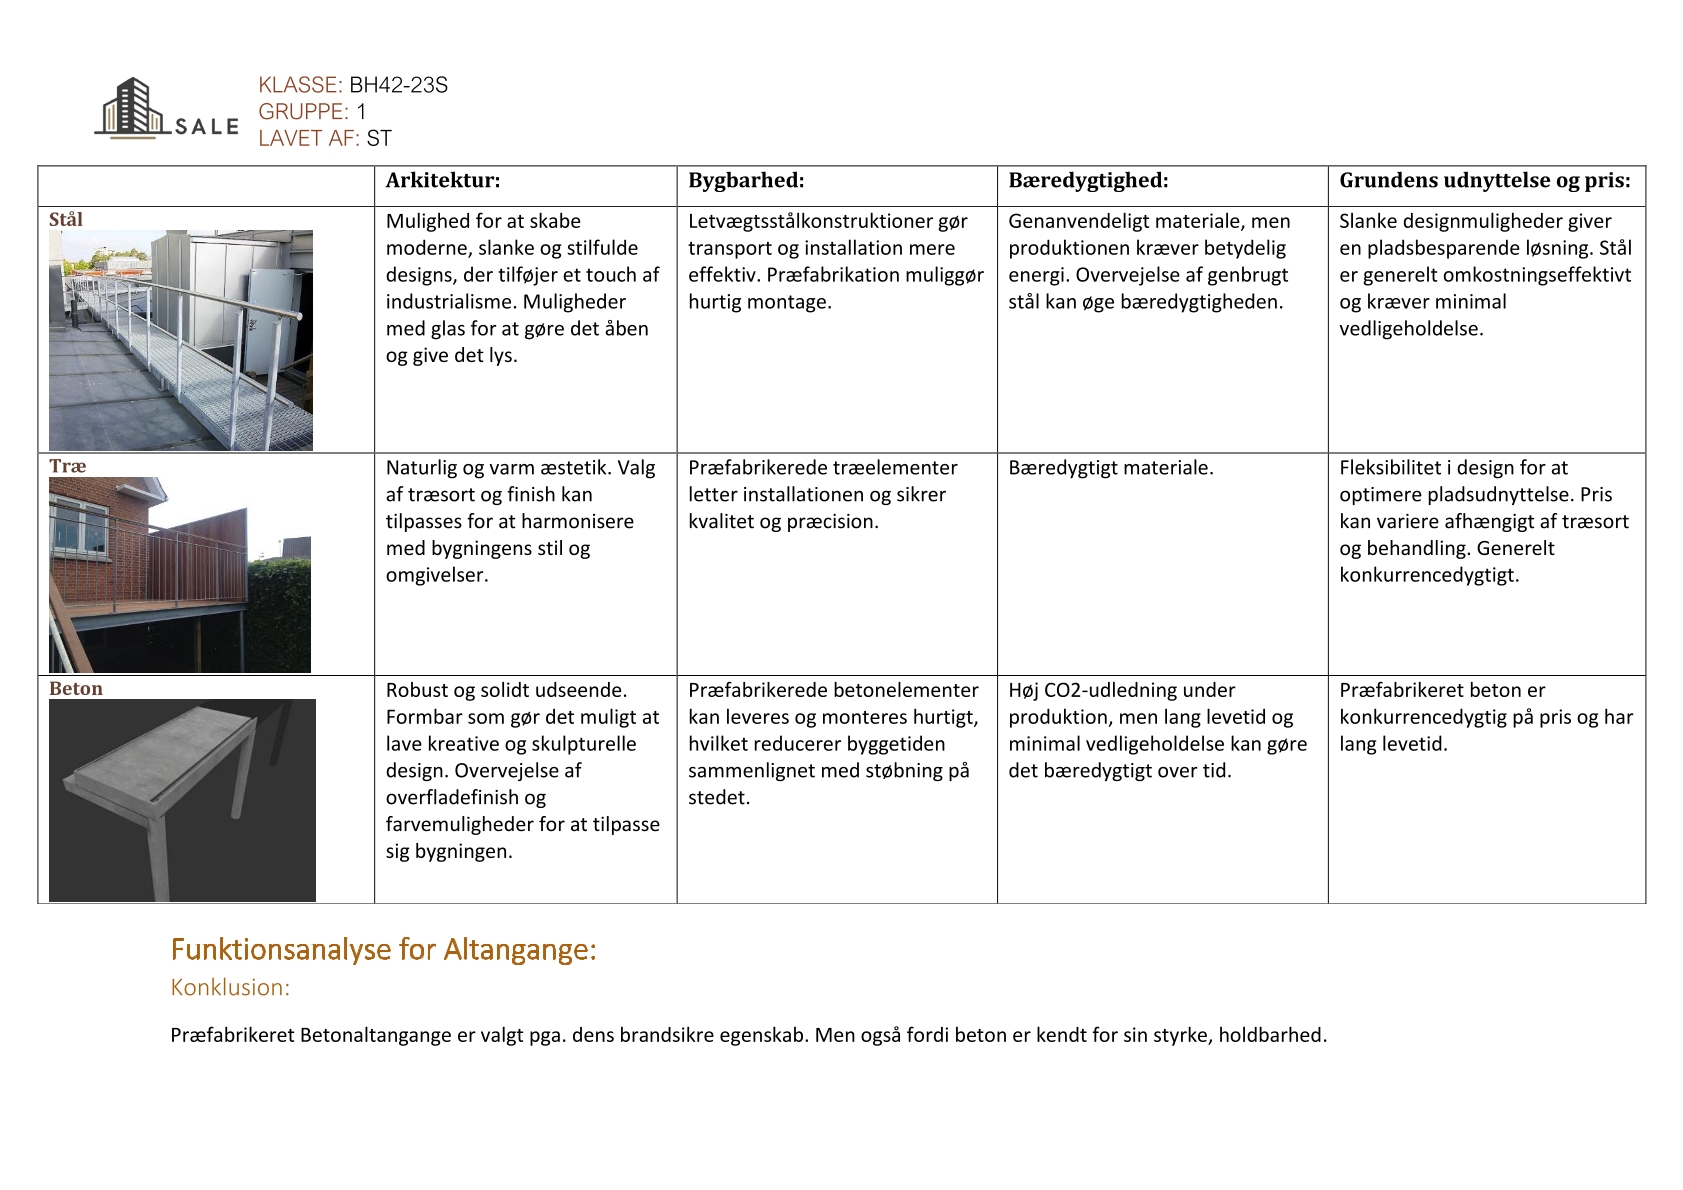 SALE
KLASSE: BH42-23S
GRUPPE: 1
LAVET AF: ST
Arkitektur:
Bygbarhed:
Bæredygtighed:
Grundens udnyttelse og pris:
Stål
Mulighed for at skabe
moderne, slanke og stilfulde
designs, der tilføjer et touch af
industrialisme. Muligheder
med glas for at gøre det åben
og give det lys.
Letvægtsstålkonstruktioner gør
transport og installation mere
effektiv. Præfabrikation muliggør
hurtig montage.
Genanvendeligt materiale, men
produktionen kræver betydelig
energi. Overvejelse af genbrugt
stål kan øge bæredygtigheden.
Slanke designmuligheder giver
en pladsbesparende løsning. Stål
er generelt omkostningseffektivt
og kræver minimal
vedligeholdelse.
Træ
Naturlig og varm æstetik. Valg
af træsort og finish kan
tilpasses for at harmonisere
med bygningens stil og
omgivelser.
Præfabrikerede træelementer
letter installationen og sikrer
kvalitet og præcision.
Bæredygtigt materiale.
Fleksibilitet i design for at
optimere pladsudnyttelse. Pris
kan variere afhængigt af træsort
og behandling. Generelt
konkurrencedygtigt.
Beton
Robust og solidt udseende.
Formbar som gør det muligt at
lave kreative og skulpturelle
design. Overvejelse af
overfladefinish og
farvemuligheder for at tilpasse
sig bygningen.
Præfabrikerede betonelementer
kan leveres og monteres hurtigt,
hvilket reducerer byggetiden
sammenlignet med støbning på
stedet.
Høj CO2-udledning under
produktion, men lang levetid og
minimal vedligeholdelse kan gøre
det bæredygtigt over tid.
Præfabrikeret beton er
konkurrencedygtig på pris og har
lang levetid.
Funktionsanalyse for Altangange:
Konklusion:
Præfabrikeret Betonaltangange er valgt pga. dens brandsikre egenskab. Men også fordi beton er kendt for sin styrke, holdbarhed.